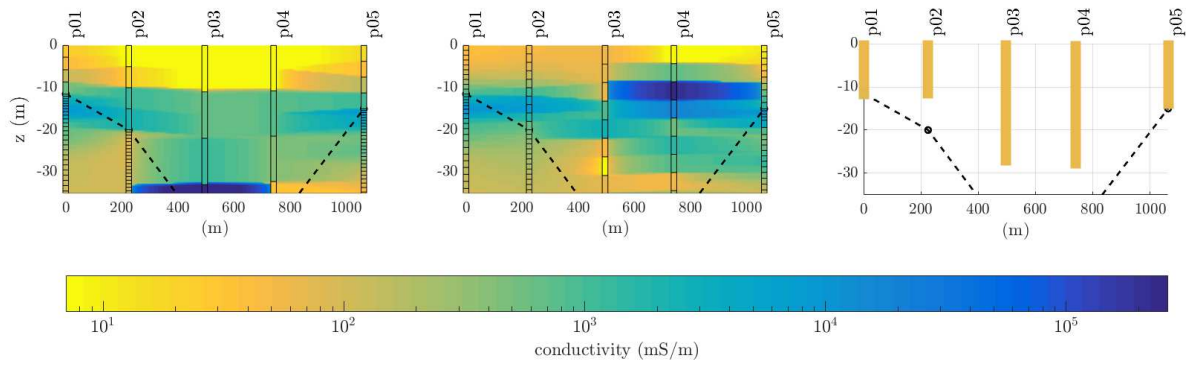 p01 p02 p03 p04 p05 p01 p02 p03 p04 p05 p01 p02 p03 p04 p05
0 0 0
-10 -10 -10
z (m)
-20 -20 -20
-30 -30 -30
0 200 400 600 800 1000 0 200 400 600 800 1000 0 200 400 600 800 1000
(m) (m) (m)
10^1 10^2 10^3 10^4 10^5
conductivity (mS/m)